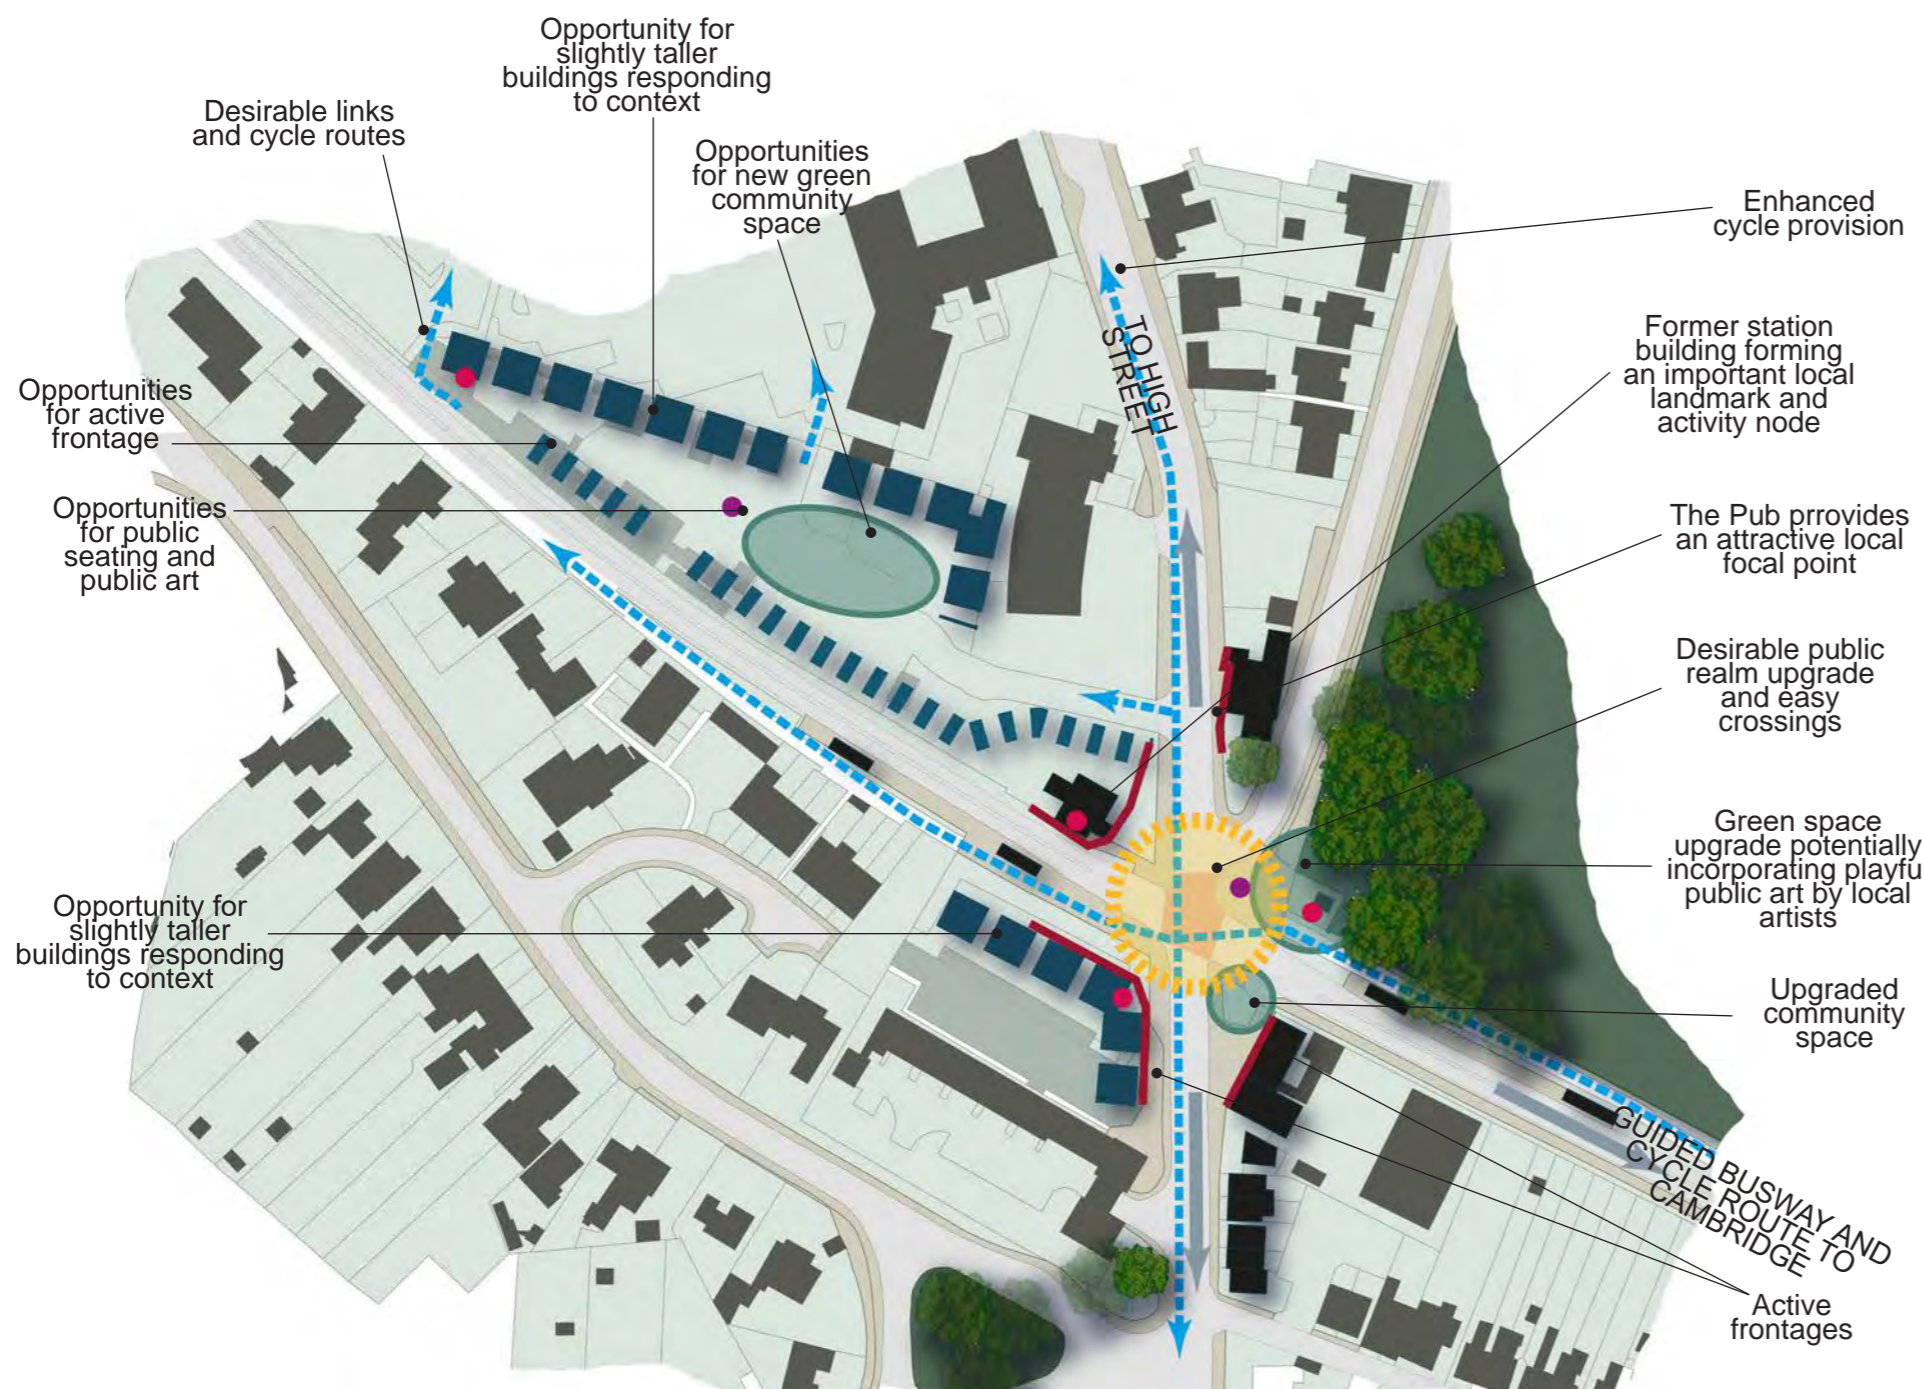 Opportunity for
slightly taller
buildings responding
to context
Desirable links
and cycle routes
Opportunities
for new green
community
space
Enhanced
cycle provision
Former station
building forming
an important local
landmark and
activity node
TO HIGH
STREET
Opportunities
for active
frontage
Opportunities
for public
seating and
public art
The Pub prrovides
an attractive local
focal point
Desirable public
realm upgrade
and easy
crossings
Green space
upgrade potentially
incorporating playfu
public art by local
artists
Opportunity for
slightly taller
buildings responding
to context
Upgraded
community
space
GUIDED BUSWAY AND
CYCLE ROUTE TO
CAMBRIDGE
Active
frontages